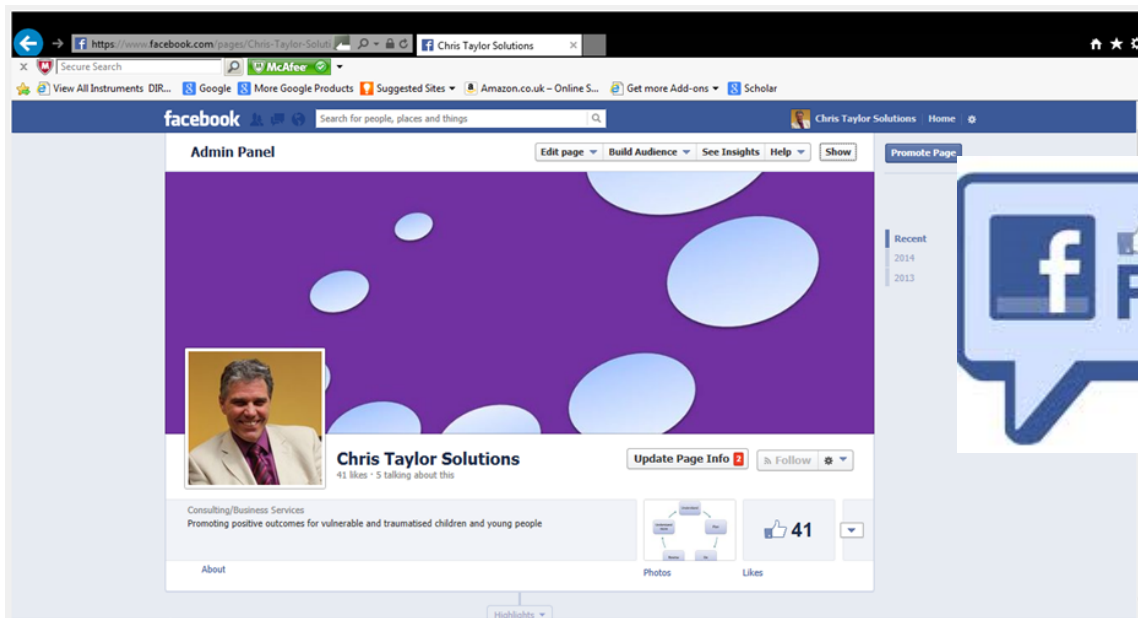 https://www.facebook.com/pages/Chris-Taylor-Soluti
Chris Taylor Solutions
Secure Search
McAfee
View All Instruments DIR...
Google
More Google Products
Suggested Sites
Amazon.co.uk – Online S...
Get more Add-ons
Scholar
facebook
Search for people, places and things
Chris Taylor Solutions
Home
Admin Panel
Edit page
Build Audience
See Insights
Help
Show
Promote Page
Recent
2014
2013
f
Chris Taylor Solutions
41 likes · 5 talking about this
Update Page Info 2
Follow
Consulting/Business Services
Promoting positive outcomes for vulnerable and traumatised children and young people
41
About
Photos
Likes
Highlights